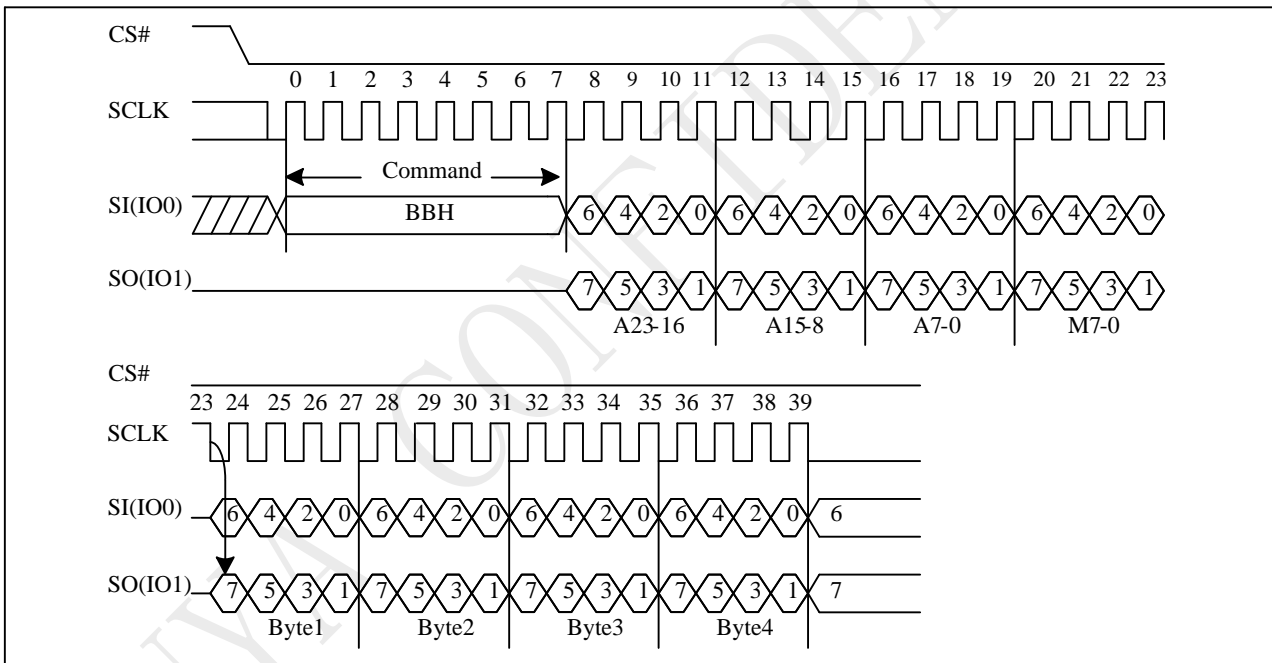 CS#
0 1 2 3 4 5 6 7 8 9 10 11 12 13 14 15 16 17 18 19 20 21 22 23
SCLK
Command
SI(IO0) BBH 6 4 2 0 6 4 2 0 6 4 2 0 6 4 2 0
SO(IO1) 7 5 3 1 7 5 3 1 7 5 3 1 7 5 3 1
A23-16 A15-8 A7-0 M7-0
CS#
23 24 25 26 27 28 29 30 31 32 33 34 35 36 37 38 39
SCLK
SI(IO0) 6 4 2 0 6 4 2 0 6 4 2 0 6 4 2 0 6
SO(IO1) 7 5 3 1 7 5 3 1 7 5 3 1 7 5 3 1 7
Byte1 Byte2 Byte3 Byte4